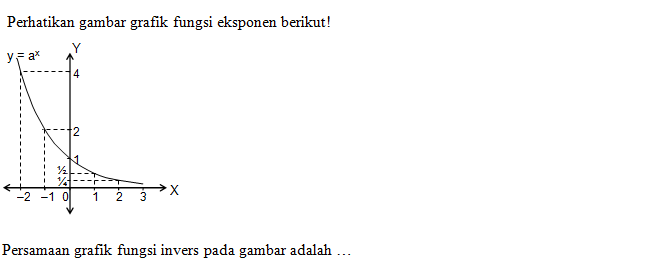 Perhatikan gambar grafik fungsi eksponen berikut!
Y
y = aˣ
4
2
1
½
¼
X
–2 –1 0 1 2 3
Persamaan grafik fungsi invers pada gambar adalah …